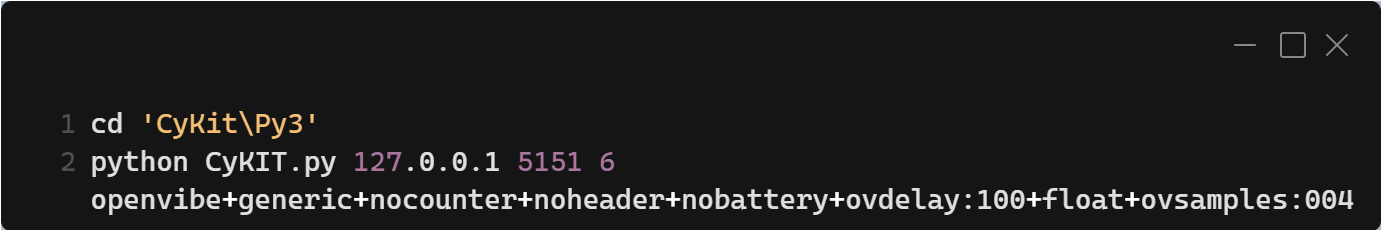 1 cd 'CyKit\Py3'
2 python CyKIT.py 127.0.0.1 5151 6
openvibe+generic+nocounter+noheader+nobattery+ovdelay:100+float+ovsamples:004